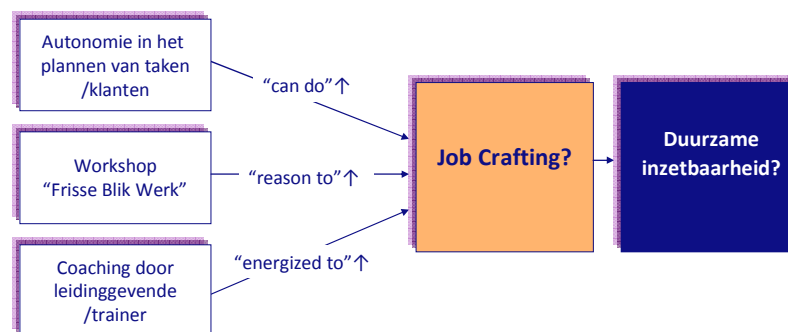 Autonomie in het
plannen van taken
/klanten
“can do”↑
Workshop
“Frisse Blik Werk”
“reason to”↑
Coaching door
leidinggevende
/trainer
“energized to”↑
Job Crafting?
Duurzame
inzetbaarheid?